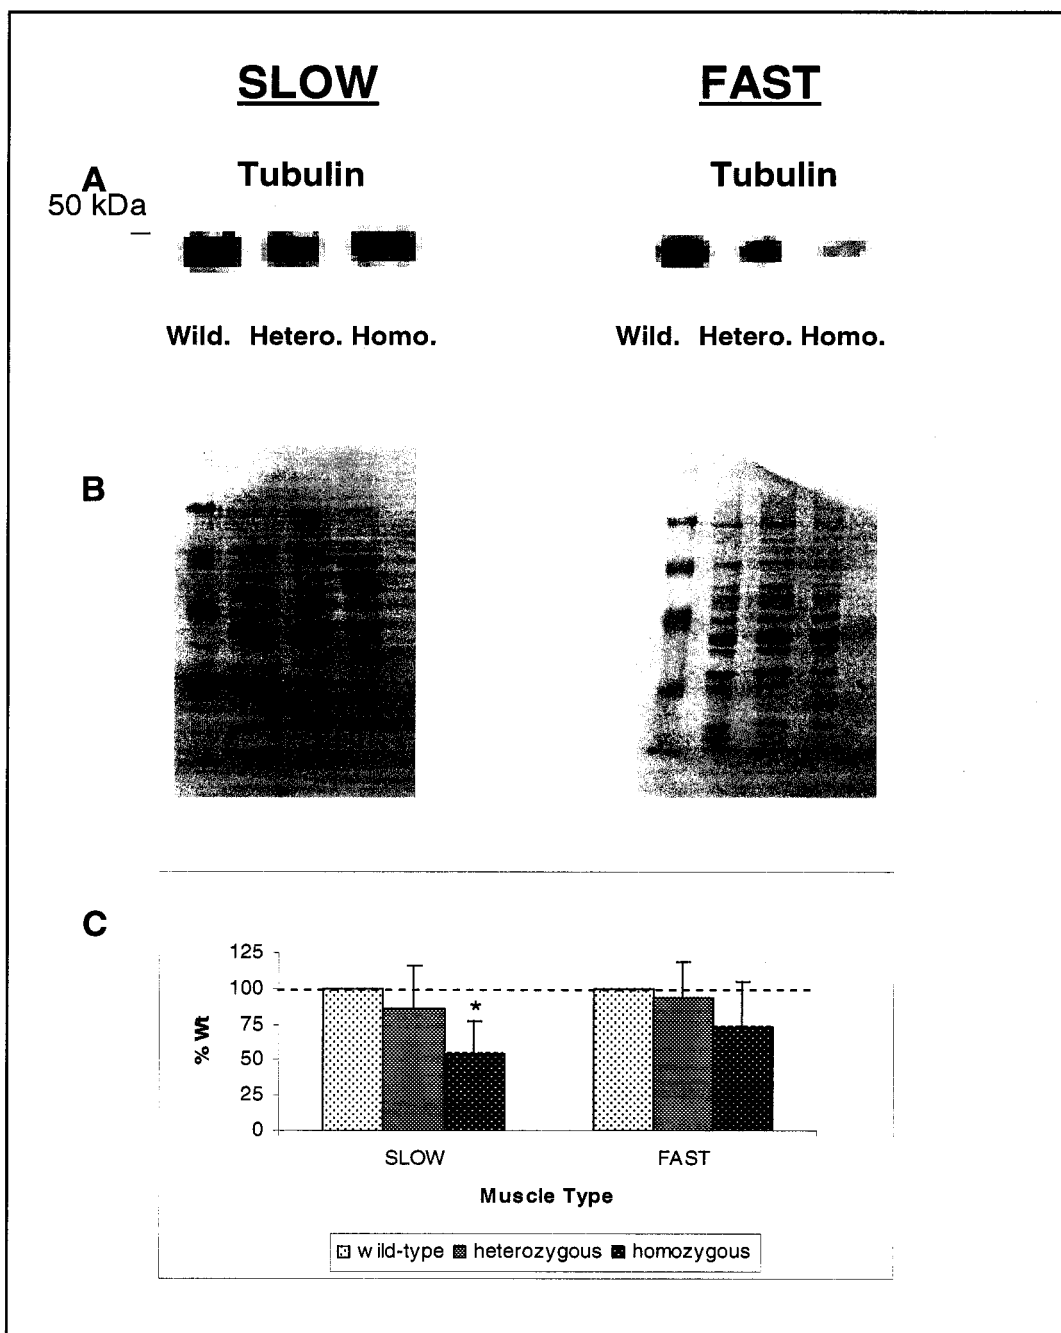 SLOW FAST
A Tubulin Tubulin
50 kDa
Wild. Hetero. Homo. Wild. Hetero. Homo.
B
C
125
100
75
50
25
0
% Wt
*
SLOW FAST
Muscle Type
wild-type heterozygous homozygous